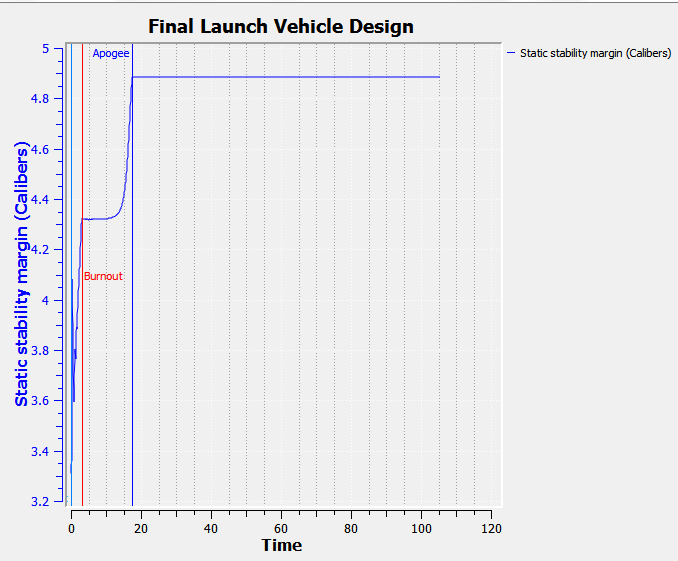 Final Launch Vehicle Design
Static stability margin (Calibers)
5
4.8
4.6
4.4
4.2
4
3.8
3.6
3.4
3.2
Apogee
Burnout
Static stability margin (Calibers)
0 20 40 60 80 100 120
Time